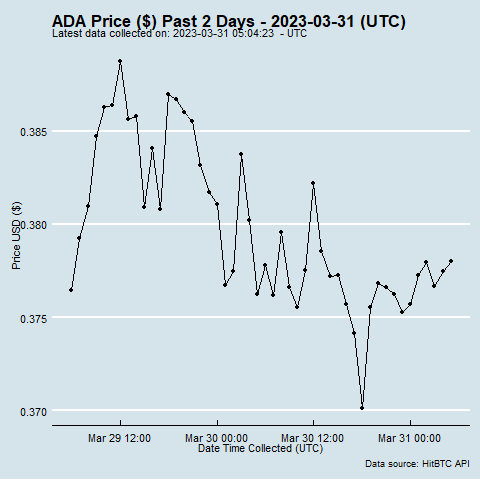 ADA Price ($) Past 2 Days - 2023-03-31 (UTC)
Latest data collected on: 2023-03-31 05:04:23  - UTC
Price USD ($)
0.385
0.380
0.375
0.370
Mar 29 12:00
Mar 30 00:00
Mar 30 12:00
Mar 31 00:00
Date Time Collected (UTC)
Data source: HitBTC API